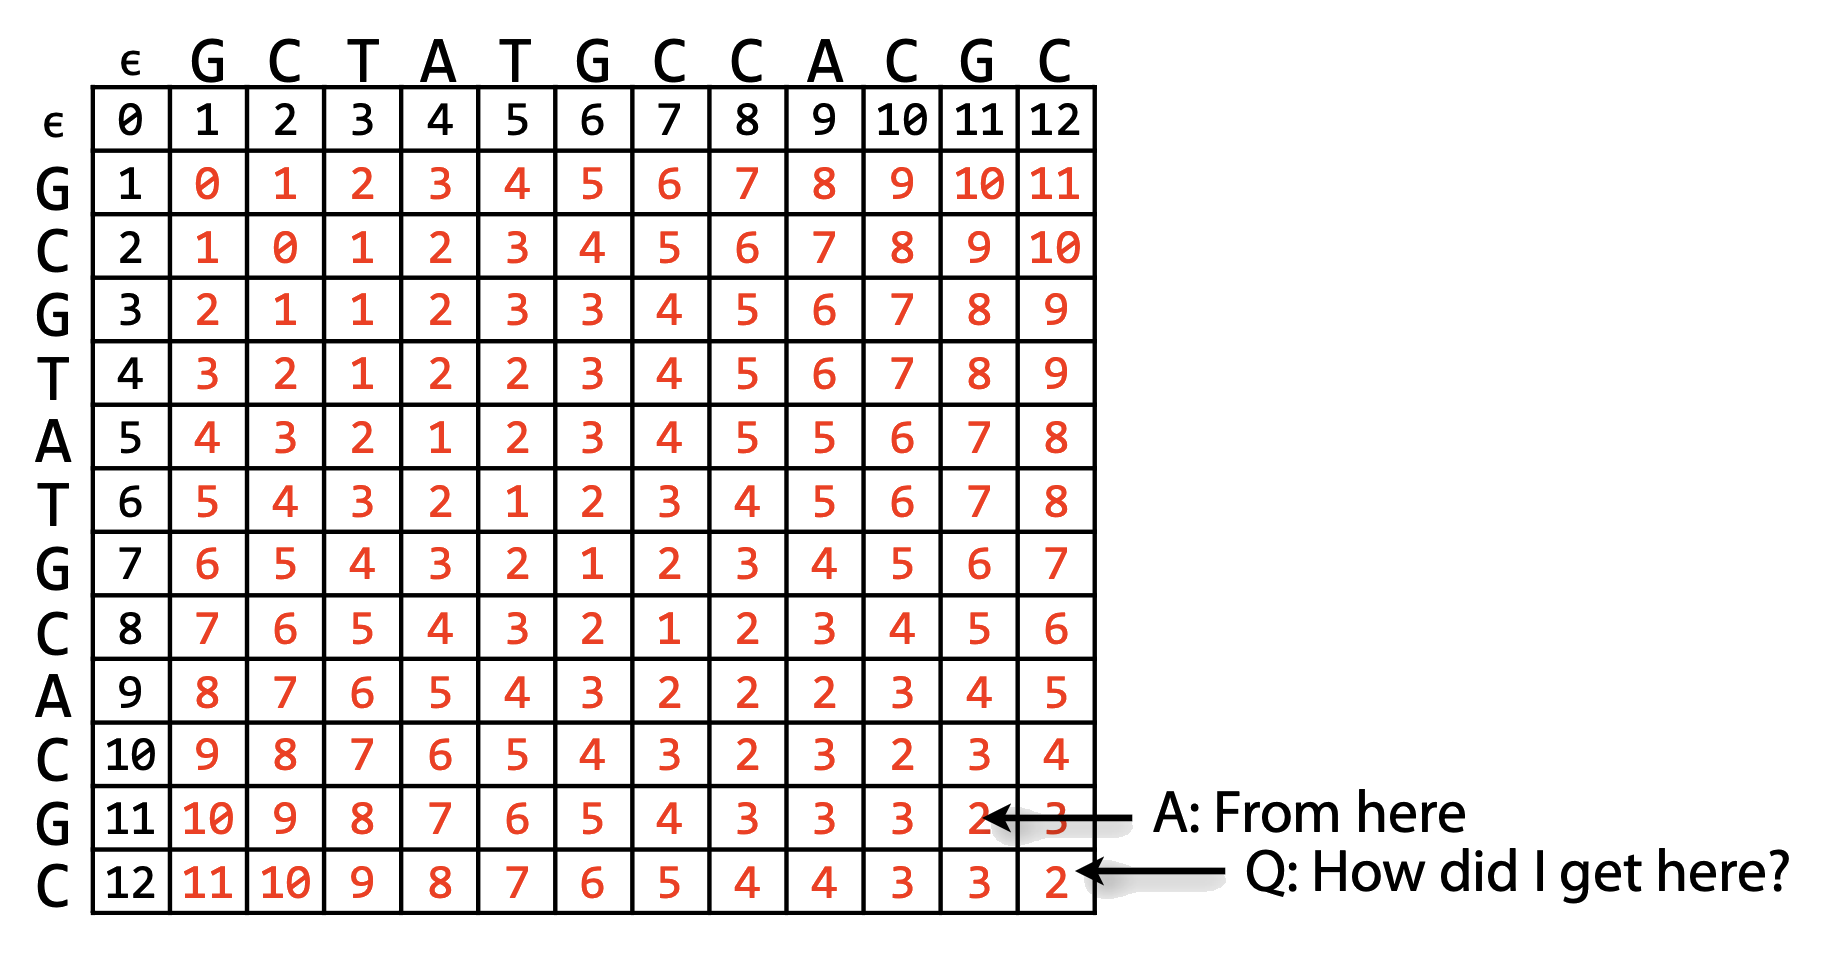 ϵ G C T A T G C C A C G C
ϵ 0 1 2 3 4 5 6 7 8 9 10 11 12
G 1 0 1 2 3 4 5 6 7 8 9 10 11
C 2 1 0 1 2 3 4 5 6 7 8 9 10
G 3 2 1 1 2 3 3 4 5 6 7 8 9
T 4 3 2 1 2 2 3 4 5 6 7 8 9
A 5 4 3 2 1 2 3 4 5 5 6 7 8
T 6 5 4 3 2 1 2 3 4 5 6 7 8
G 7 6 5 4 3 2 1 2 3 4 5 6 7
C 8 7 6 5 4 3 2 1 2 3 4 5 6
A 9 8 7 6 5 4 3 2 2 2 3 4 5
C 10 9 8 7 6 5 4 3 2 3 2 3 4
G 11 10 9 8 7 6 5 4 3 3 3 2 3 A: From here
C 12 11 10 9 8 7 6 5 4 4 3 3 2 Q: How did I get here?